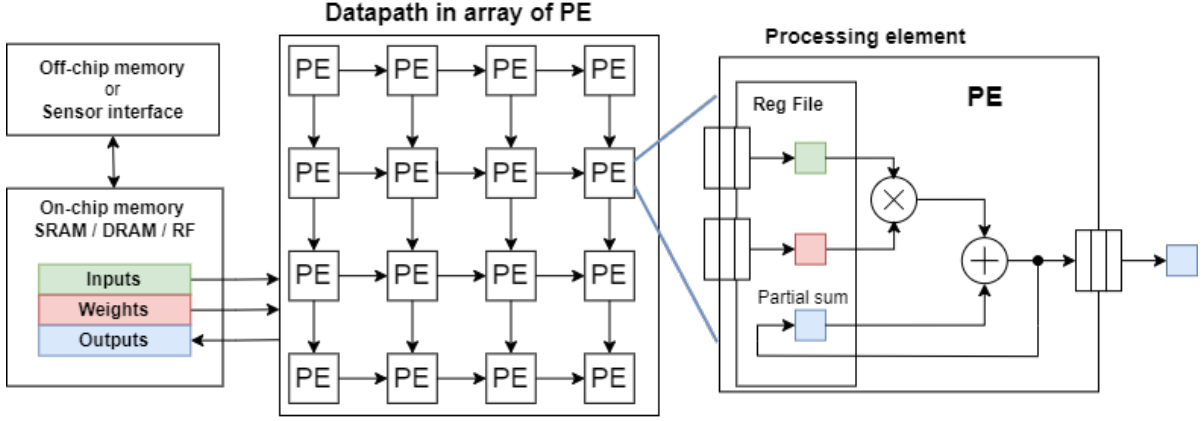 Datapath in array of PE
Off-chip memory
or
Sensor interface
On-chip memory
SRAM / DRAM / RF
Inputs
Weights
Outputs
PE PE PE PE
PE PE PE PE
PE PE PE PE
PE PE PE PE
Processing element
Reg File
PE
Partial sum